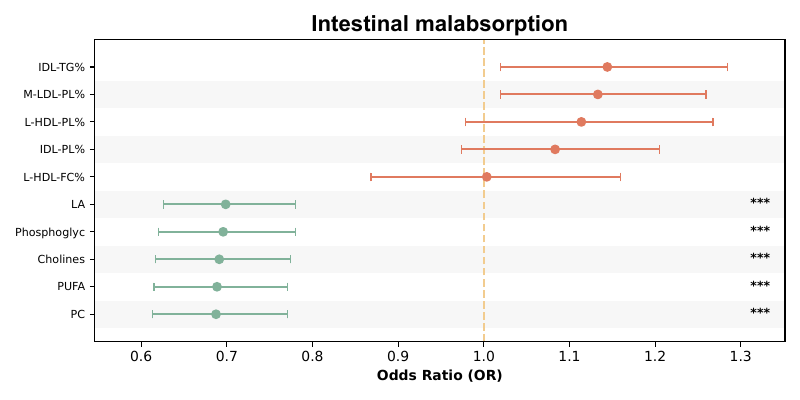 Intestinal malabsorption
IDL-TG%
M-LDL-PL%
L-HDL-PL%
IDL-PL%
L-HDL-FC%
LA ***
Phosphoglyc ***
Cholines ***
PUFA ***
PC ***
0.6 0.7 0.8 0.9 1.0 1.1 1.2 1.3
Odds Ratio (OR)